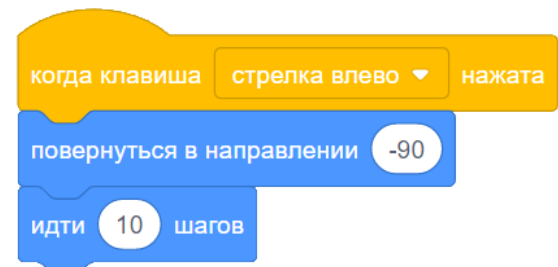 когда клавиша стрелка влево нажата
повернуться в направлении -90
идти 10 шагов